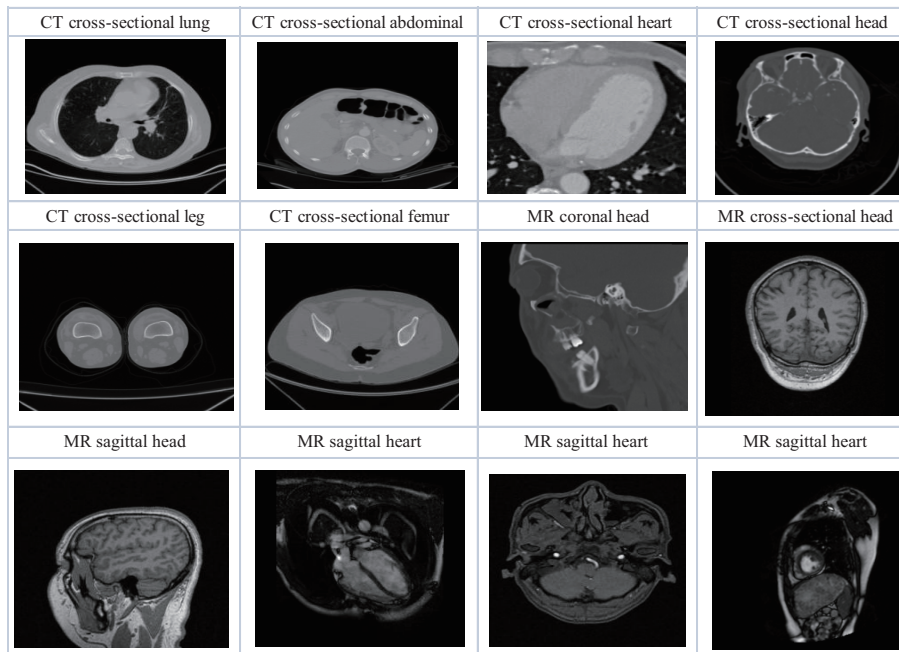 CT cross-sectional lung
CT cross-sectional abdominal
CT cross-sectional heart
CT cross-sectional head
CT cross-sectional leg
CT cross-sectional femur
MR coronal head
MR cross-sectional head
MR sagittal head
MR sagittal heart
MR sagittal heart
MR sagittal heart